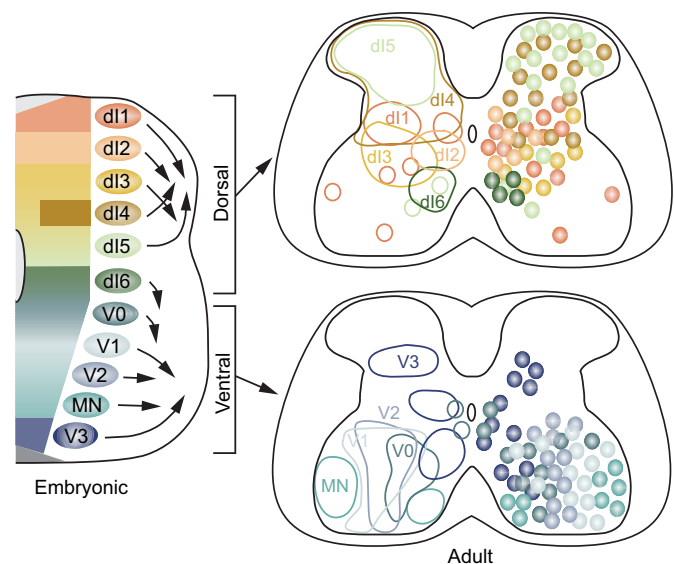 dI1
dI2
dI3
dI4
dI5
dI6
V0
V1
V2
MN
V3
Embryonic
Dorsal
Ventral
dI5
dI4
dI1
dI3
dI2
dI6
V3
V2
V1
V0
MN
Adult